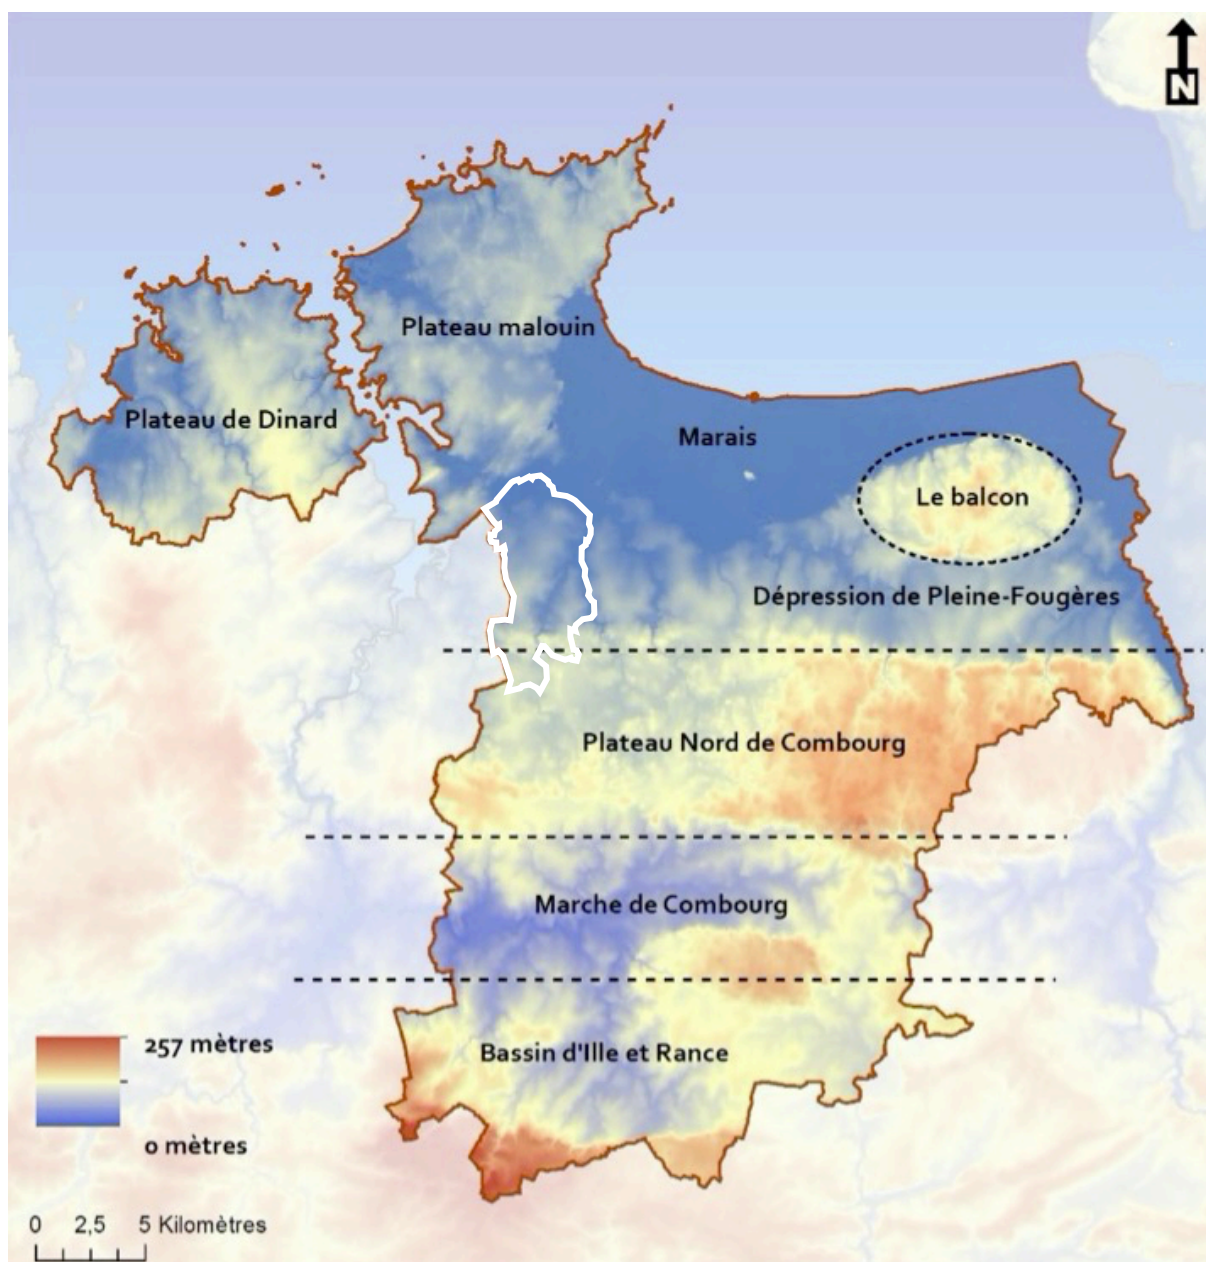 N
Plateau malouin
Plateau de Dinard
Marais
Le balcon
Dépression de Pleine-Fougères
Plateau Nord de Combourg
Marche de Combourg
Bassin d'Ille et Rance
257 mètres
0 mètres
0 2,5 5 Kilomètres